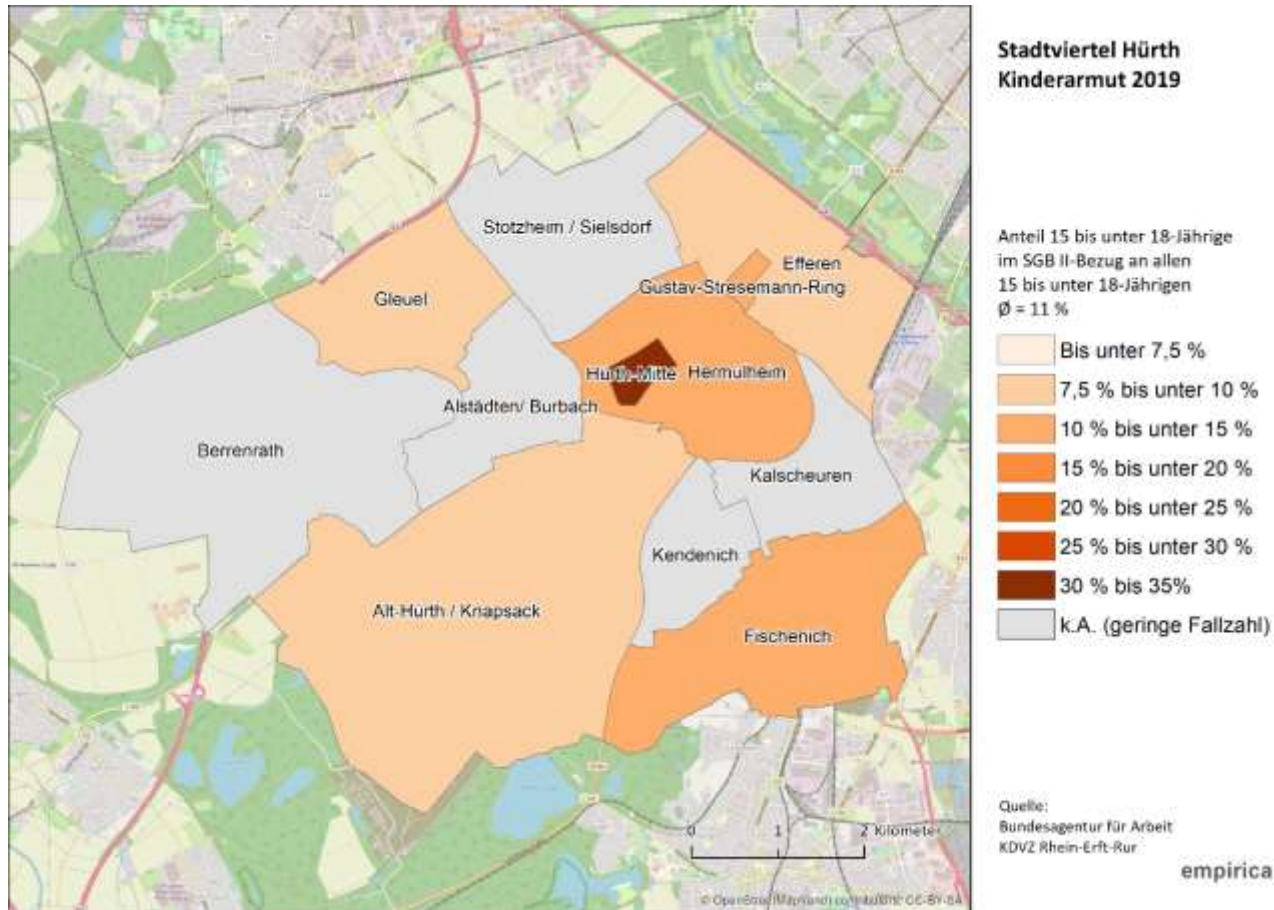 Stadtviertel Hürth
Kinderarmut 2019
Stotzheim / Sielsdorf
Efferen
Gustav-Stresemann-Ring
Gleuel
Hürth-Mitte
Hermülheim
Alstädten/ Burbach
Berrenrath
Kalscheuren
Kendenich
Alt-Hürth / Knapsack
Fischenich
Anteil 15 bis unter 18-Jährige
im SGB II-Bezug an allen
15 bis unter 18-Jährigen
Ø = 11 %
Bis unter 7,5 %
7,5 % bis unter 10 %
10 % bis unter 15 %
15 % bis unter 20 %
20 % bis unter 25 %
25 % bis unter 30 %
30 % bis 35%
k.A. (geringe Fallzahl)
0 1 2 Kilometer
Quelle:
Bundesagentur für Arbeit
KDVZ Rhein-Erft-Rur
empirica